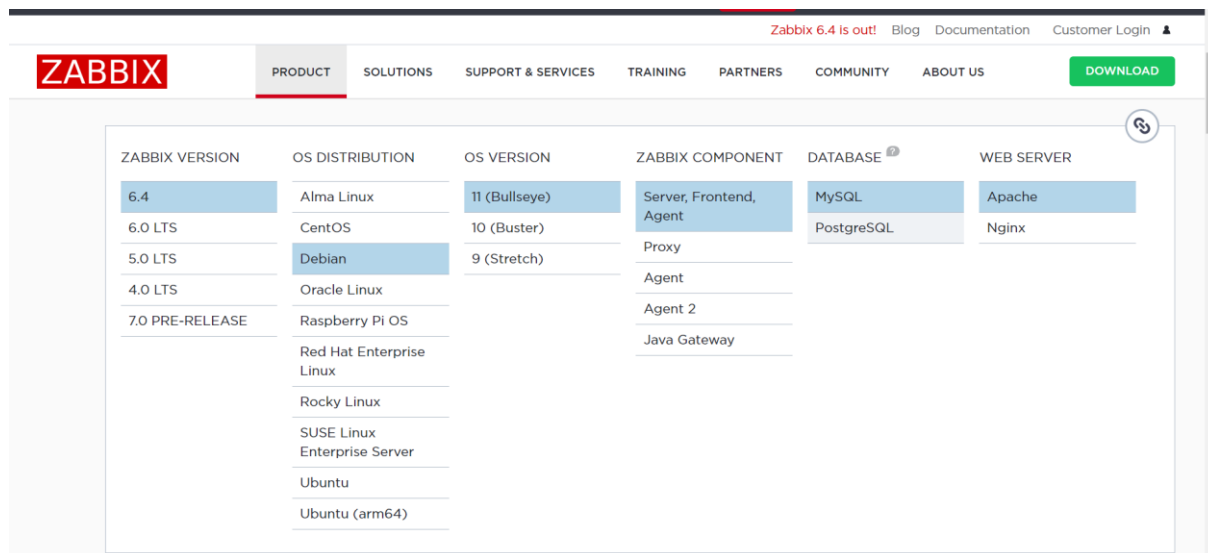 Zabbix 6.4 is out! Blog Documentation Customer Login
ZABBIX PRODUCT SOLUTIONS SUPPORT & SERVICES TRAINING PARTNERS COMMUNITY ABOUT US DOWNLOAD
ZABBIX VERSION
6.4
6.0 LTS
5.0 LTS
4.0 LTS
7.0 PRE-RELEASE
OS DISTRIBUTION
Alma Linux
CentOS
Debian
Oracle Linux
Raspberry Pi OS
Red Hat Enterprise
Linux
Rocky Linux
SUSE Linux
Enterprise Server
Ubuntu
Ubuntu (arm64)
OS VERSION
11 (Bullseye)
10 (Buster)
9 (Stretch)
ZABBIX COMPONENT
Server, Frontend,
Agent
Proxy
Agent
Agent 2
Java Gateway
DATABASE ?
MySQL
PostgreSQL
WEB SERVER
Apache
Nginx